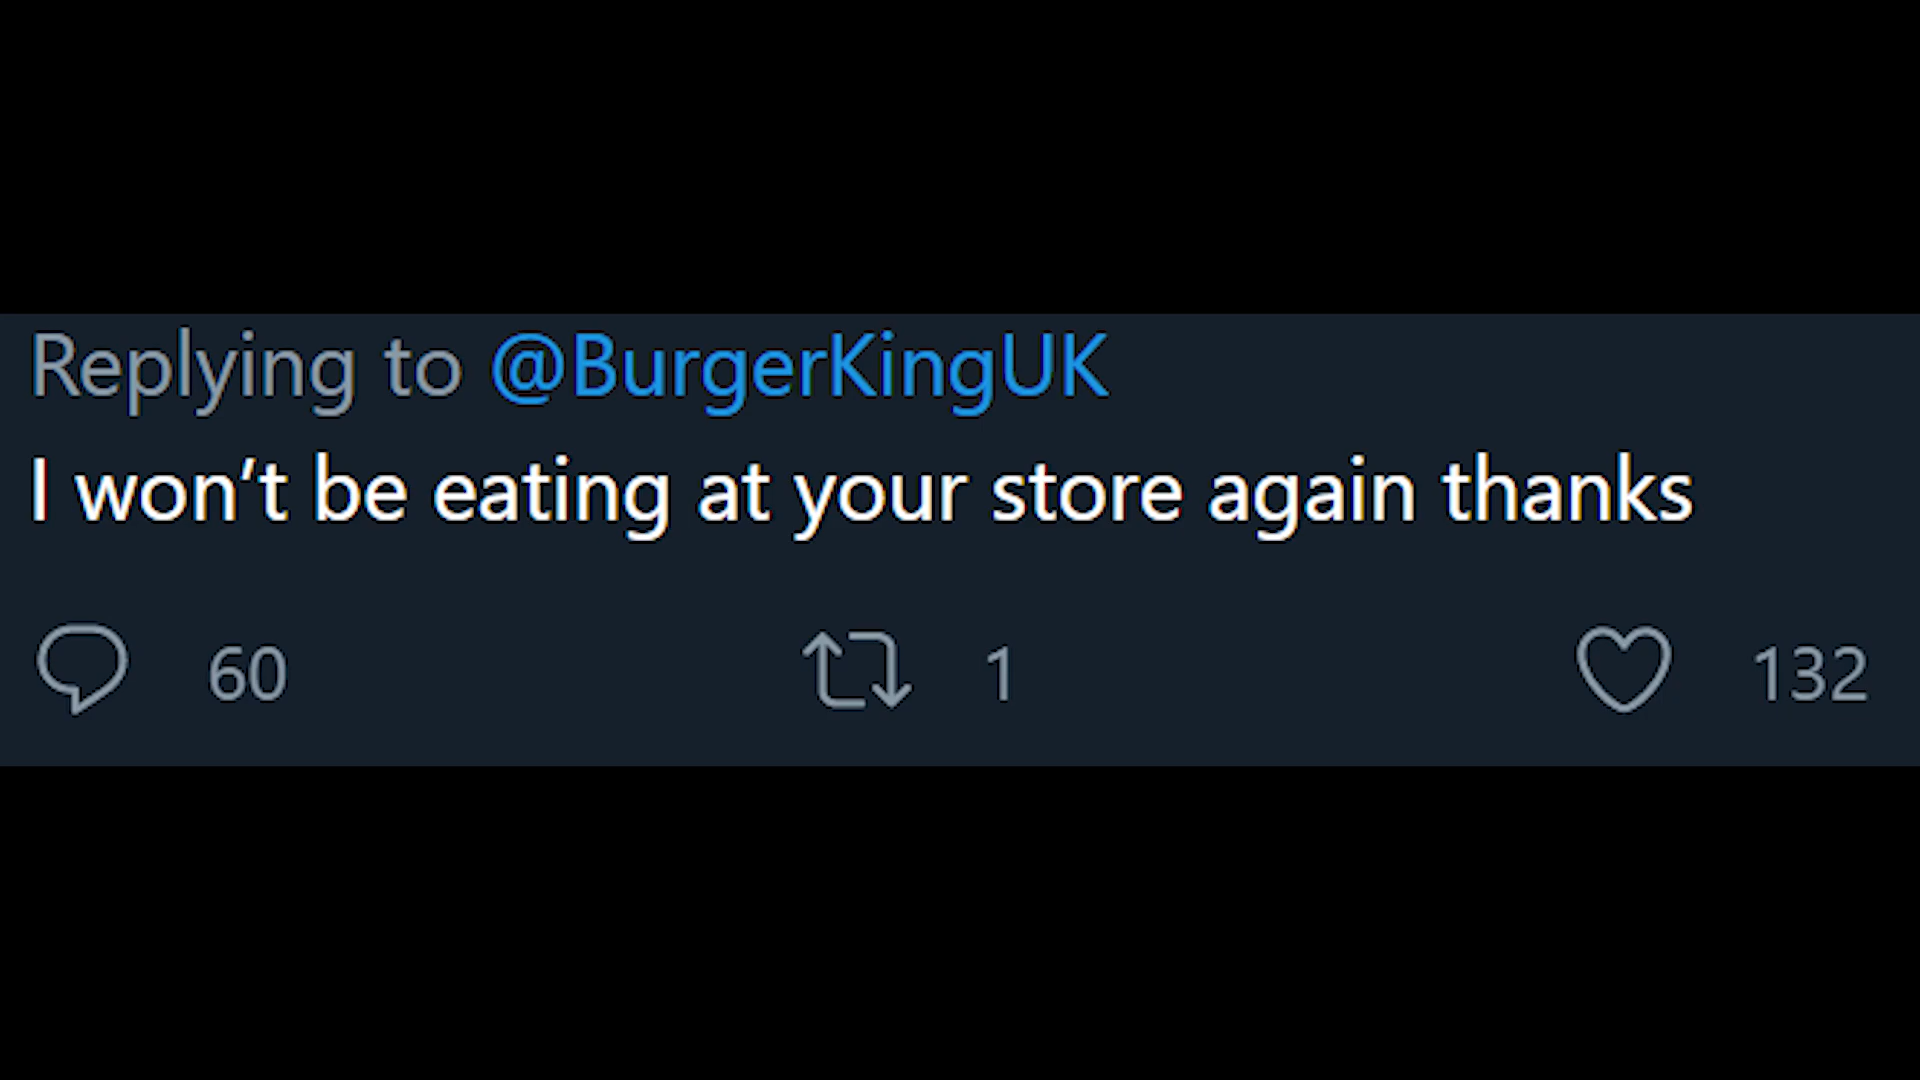 Replying to @BurgerKingUK
I won’t be eating at your store again thanks
60 1 132